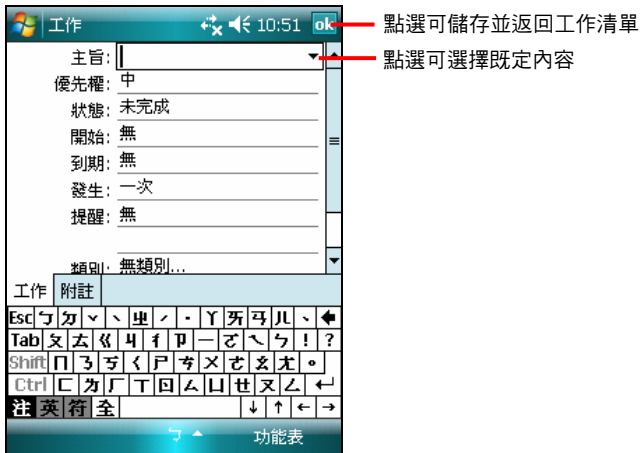 工作 10:51 ok 點選可儲存並返回工作清單
主旨: 點選可選擇既定內容
優先權: 中
狀態: 未完成
開始: 無
到期: 無
發生: 一次
提醒: 無
類別: 無類別...
工作 附註
Esc ㄅ ㄉ ˇ ˋ ㄓ ˊ ˙ ㄚ ㄞ ㄢ ㄦ 、
Tab ㄆ ㄊ ㄍ ㄐ ㄔ ㄗ ㄧ ㄛ ㄟ ㄣ ! ?
Shift ㄇ ㄋ ㄎ ㄑ ㄕ ㄘ ㄨ ㄜ ㄠ ㄤ 。
Ctrl ㄈ ㄌ ㄏ ㄒ ㄖ ㄙ ㄩ ㄝ ㄡ ㄥ ↵
注 英 符 全 ↓ ↑ ← →
ㄅ 功能表